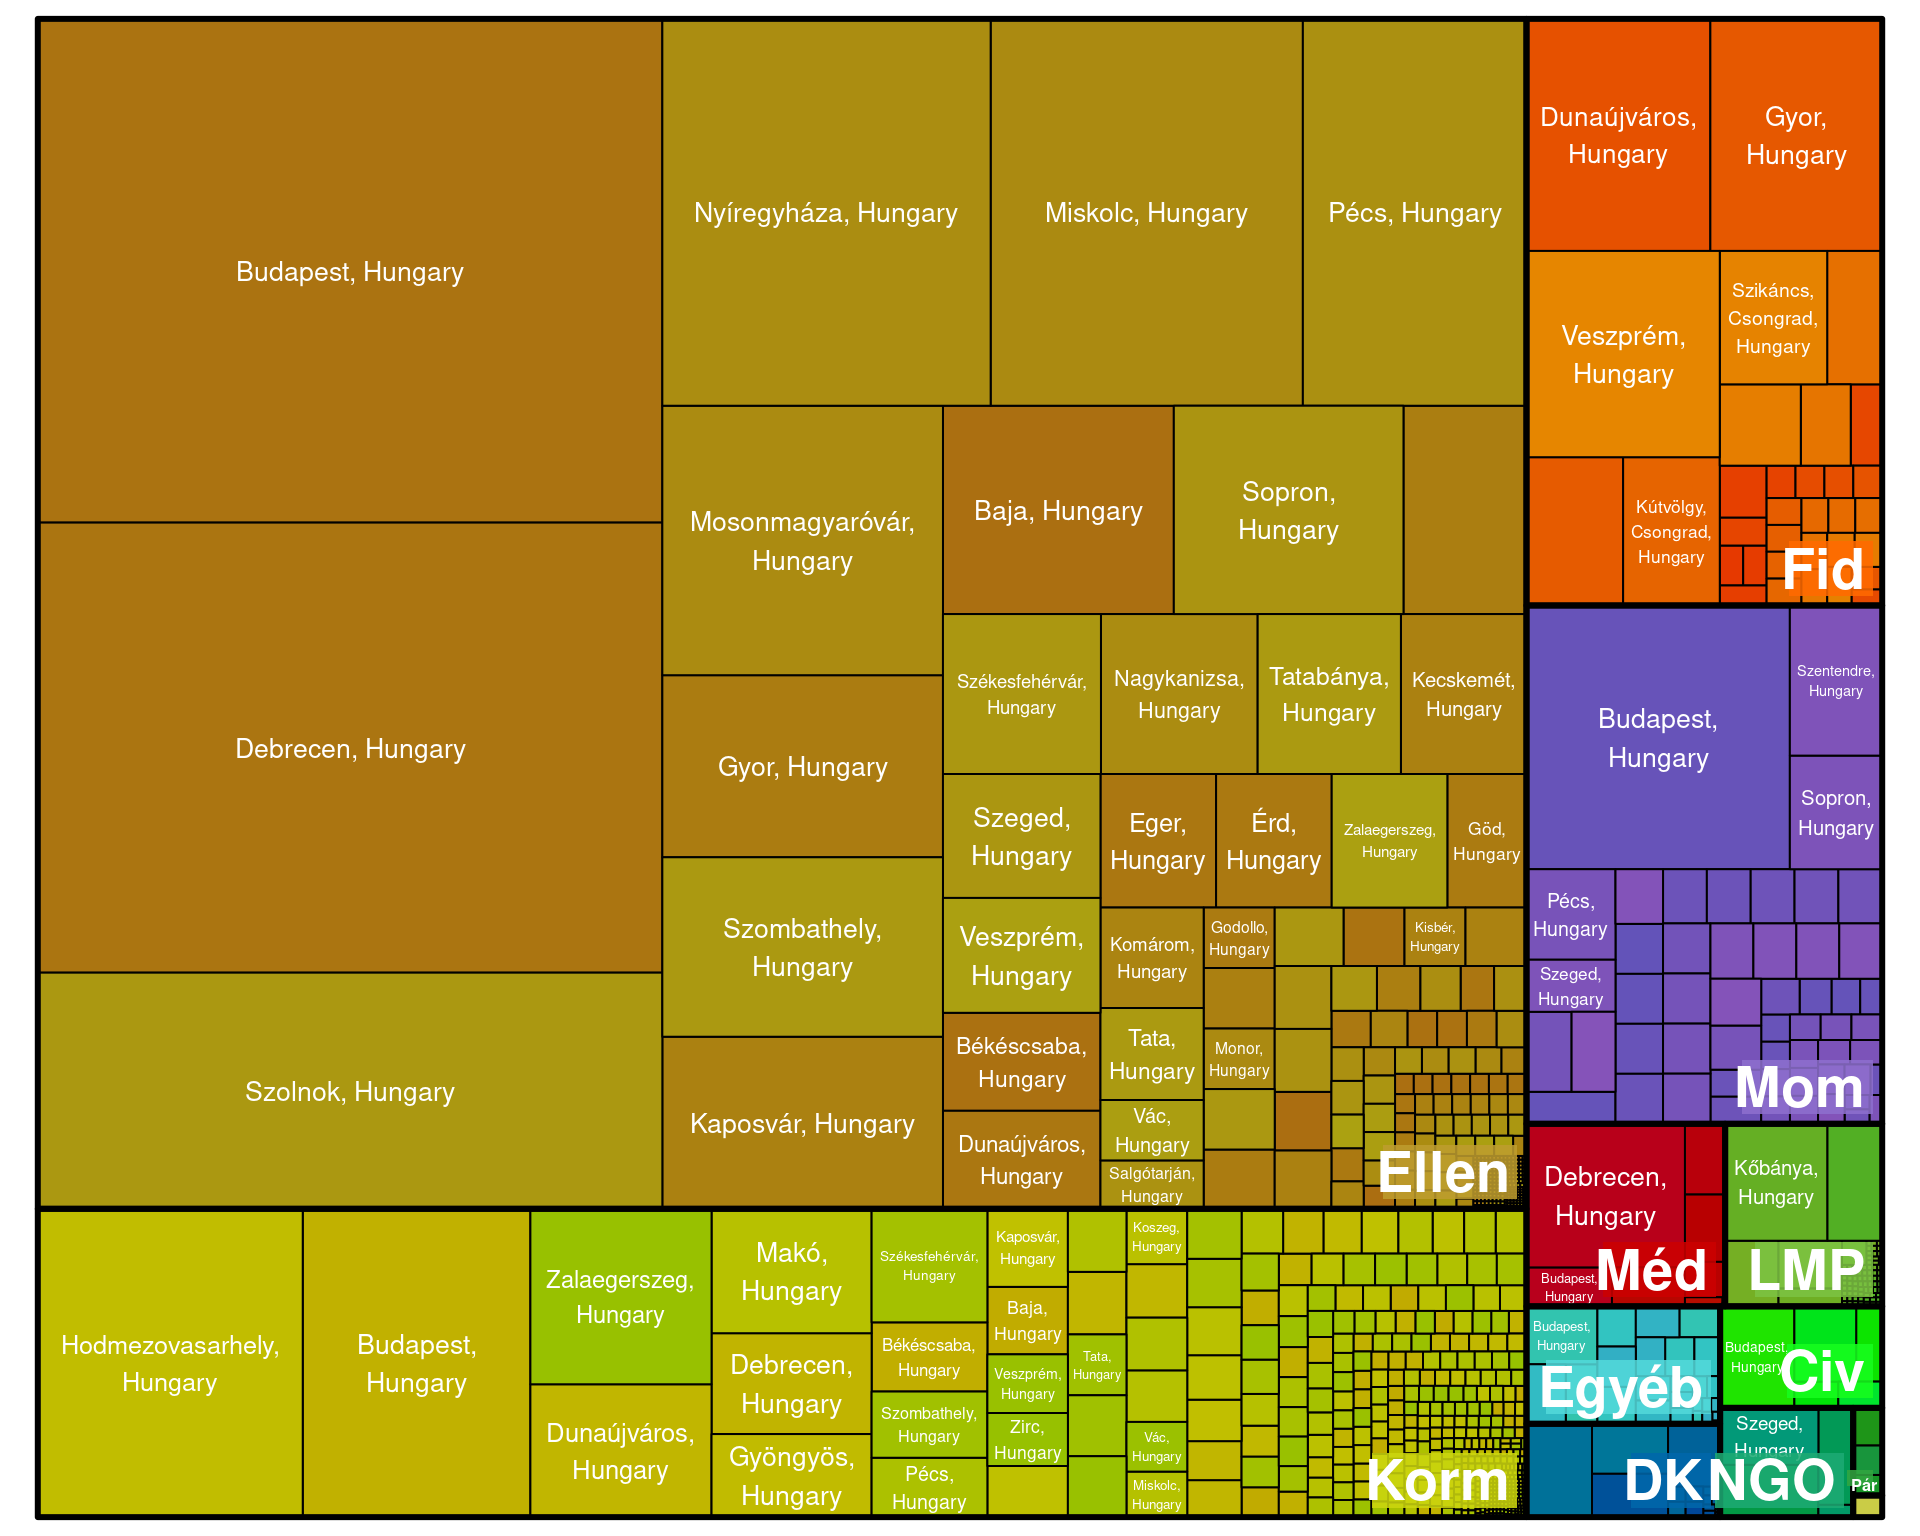 Budapest, Hungary
Debrecen, Hungary
Szolnok, Hungary
Nyíregyháza, Hungary
Miskolc, Hungary
Pécs, Hungary
Mosonmagyaróvár,
Hungary
Baja, Hungary
Sopron,
Hungary
Gyor, Hungary
Szombathely,
Hungary
Kaposvár, Hungary
Székesfehérvár,
Hungary
Nagykanizsa,
Hungary
Tatabánya,
Hungary
Kecskemét,
Hungary
Szeged,
Hungary
Eger,
Hungary
Érd,
Hungary
Zalaegerszeg,
Hungary
Göd,
Hungary
Veszprém,
Hungary
Békéscsaba,
Hungary
Dunaújváros,
Hungary
Komárom,
Hungary
Godollo,
Hungary
Kisbér,
Hungary
Tata,
Hungary
Monor,
Hungary
Vác,
Hungary
Salgótarján,
Hungary
Ellen
Hodmezovasarhely,
Hungary
Budapest,
Hungary
Zalaegerszeg,
Hungary
Dunaújváros,
Hungary
Makó,
Hungary
Debrecen,
Hungary
Gyöngyös,
Hungary
Székesfehérvár,
Hungary
Békéscsaba,
Hungary
Szombathely,
Hungary
Pécs,
Hungary
Kaposvár,
Hungary
Baja,
Hungary
Veszprém,
Hungary
Zirc,
Hungary
Tata,
Hungary
Koszeg,
Hungary
Vác,
Hungary
Miskolc,
Hungary
Korm
Dunaújváros,
Hungary
Gyor,
Hungary
Veszprém,
Hungary
Szikáncs,
Csongrad,
Hungary
Kútvölgy,
Csongrad,
Hungary
Fid
Budapest,
Hungary
Szentendre,
Hungary
Sopron,
Hungary
Pécs,
Hungary
Szeged,
Hungary
Mom
Debrecen,
Hungary
Budapest,
Hungary
Méd
Kőbánya,
Hungary
LMP
Budapest,
Hungary
Egyéb
Budapest,
Hungary
Civ
DK
Szeged,
Hungary
NGO
Pár